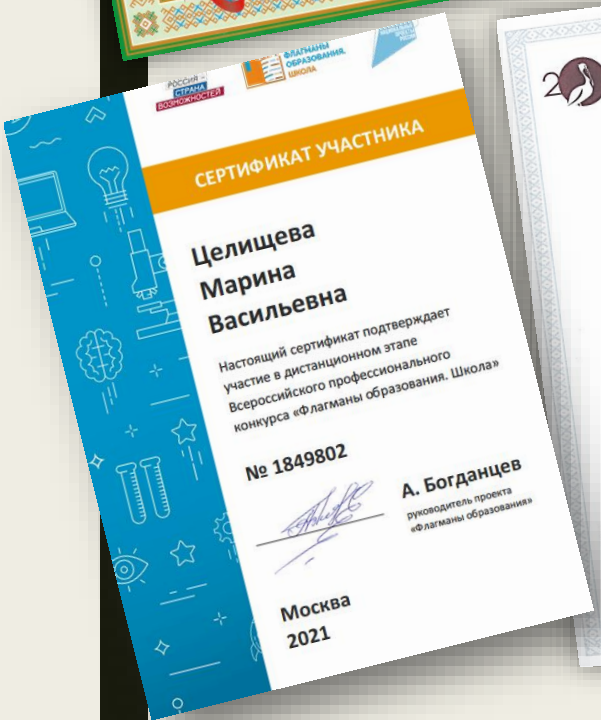 РОССИЯ –
СТРАНА
ВОЗМОЖНОСТЕЙ
ФЛАГМАНЫ
ОБРАЗОВАНИЯ.
ШКОЛА
СЕРТИФИКАТ УЧАСТНИКА
Целищева
Марина
Васильевна
Настоящий сертификат подтверждает
участие в дистанционном этапе
Всероссийского профессионального
конкурса «Флагманы образования. Школа»
№ 1849802
А. Богданцев
руководитель проекта
«Флагманы образования»
Москва
2021
2